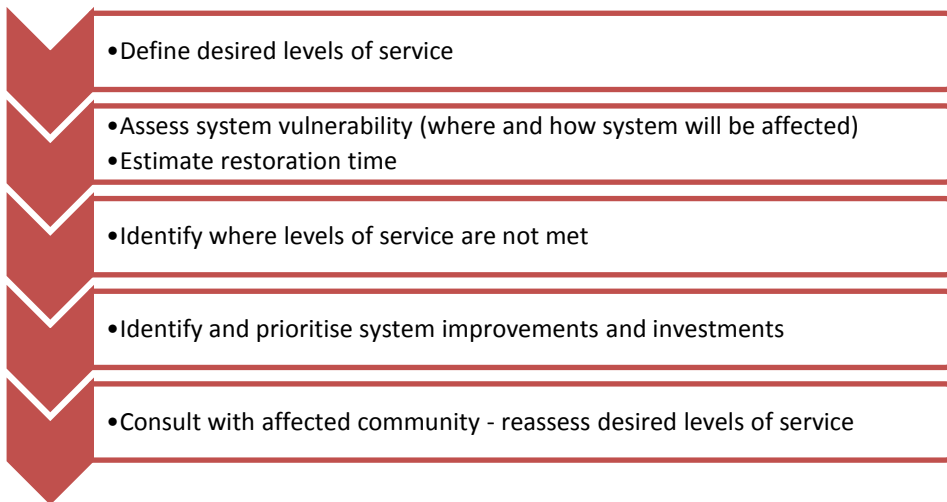 •Define desired levels of service
•Assess system vulnerability (where and how system will be affected)
•Estimate restoration time
•Identify where levels of service are not met
•Identify and prioritise system improvements and investments
•Consult with affected community - reassess desired levels of service